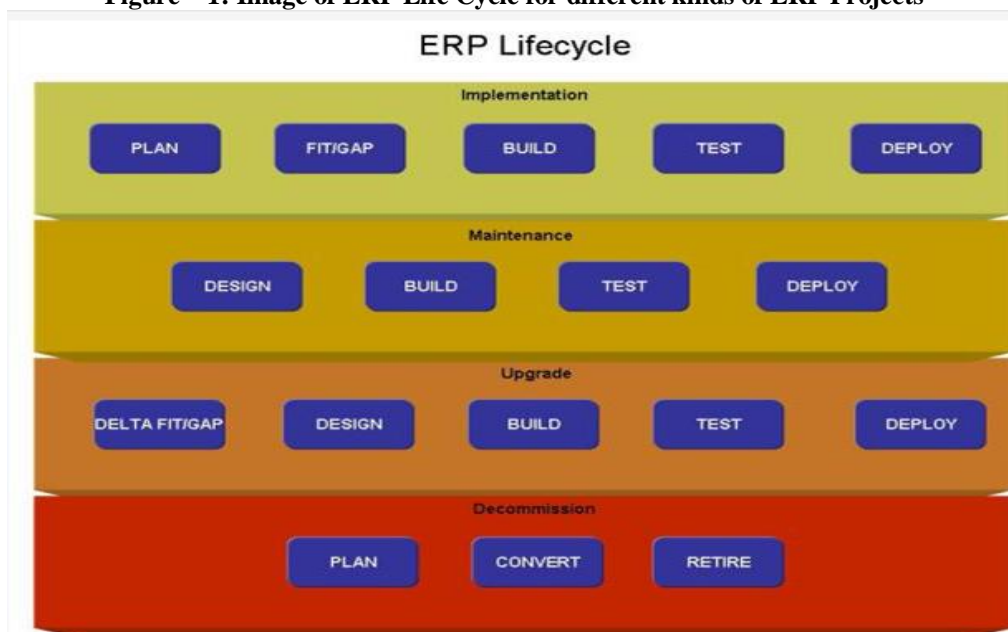 Figure – 1: Image of ERP Life Cycle for different kinds of ERP Projects
ERP Lifecycle
Implementation
PLAN FIT/GAP BUILD TEST DEPLOY
Maintenance
DESIGN BUILD TEST DEPLOY
Upgrade
DELTA FIT/GAP DESIGN BUILD TEST DEPLOY
Decommission
PLAN CONVERT RETIRE